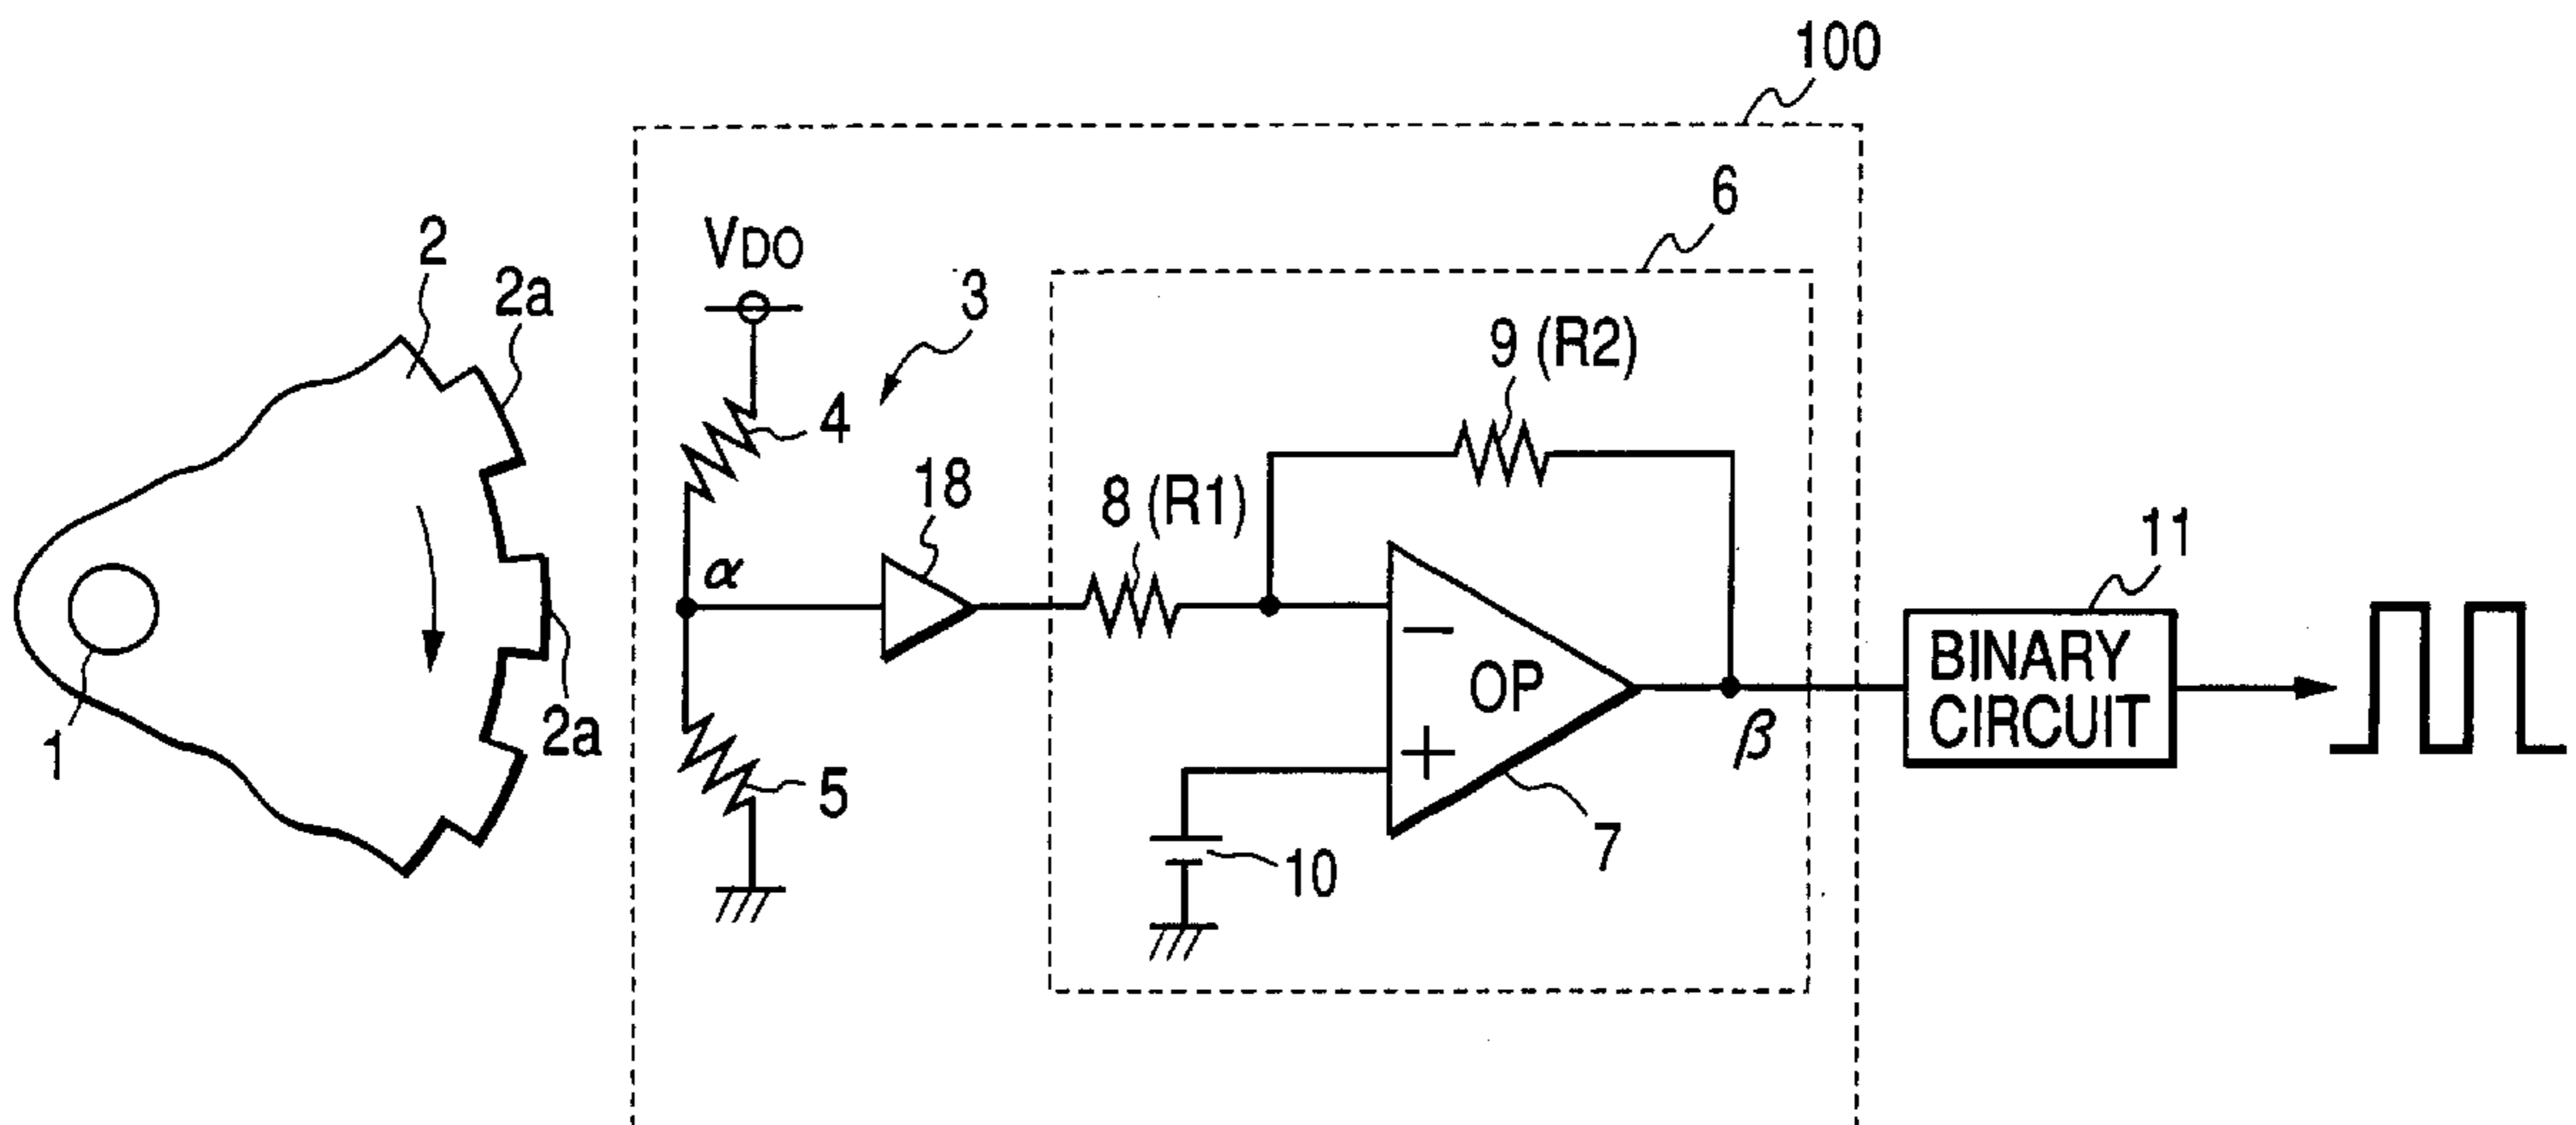 100
6
2
2a
VDO
3
9 (R2)
4
18
8 (R1)
α
11
−
OP
BINARY
CIRCUIT
2a
1
β
+
5
10
7